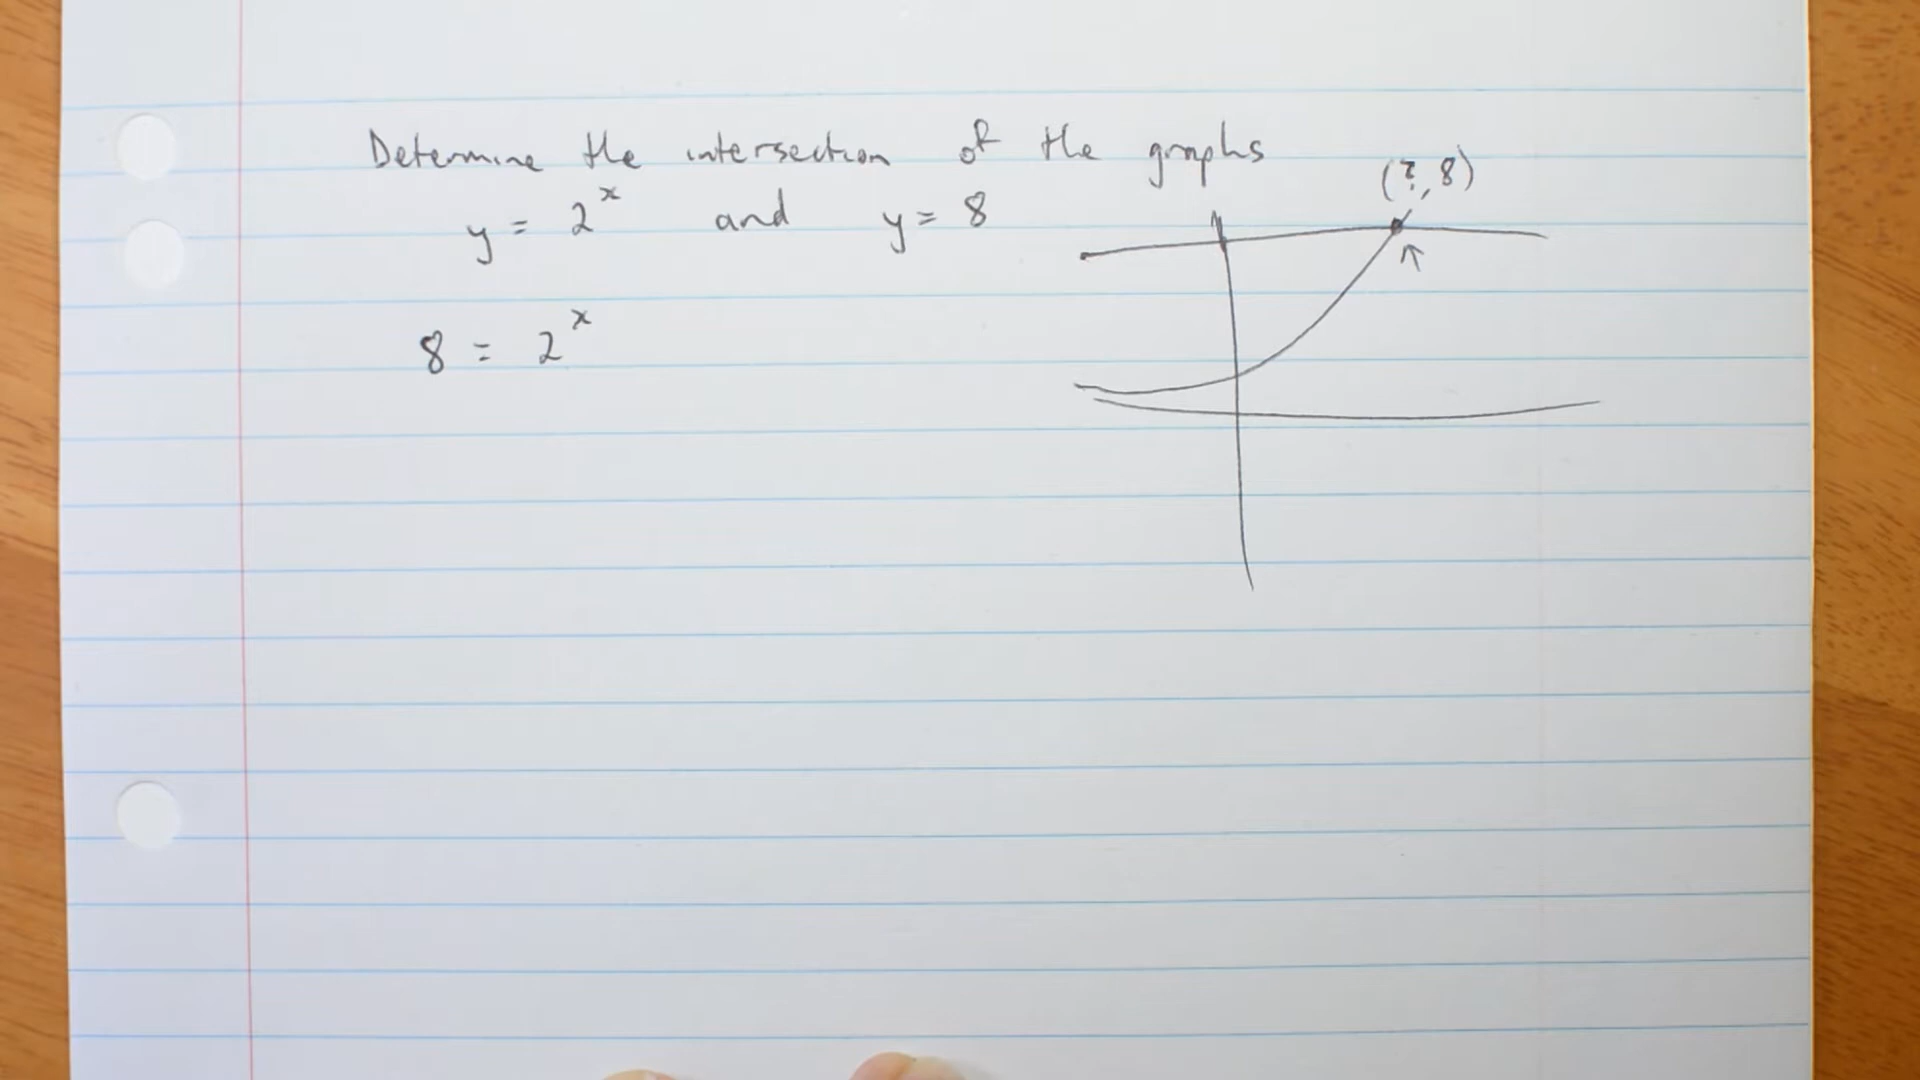 Determine the intersection of the graphs
y = 2^x and y = 8
(?, 8)
8 = 2^x